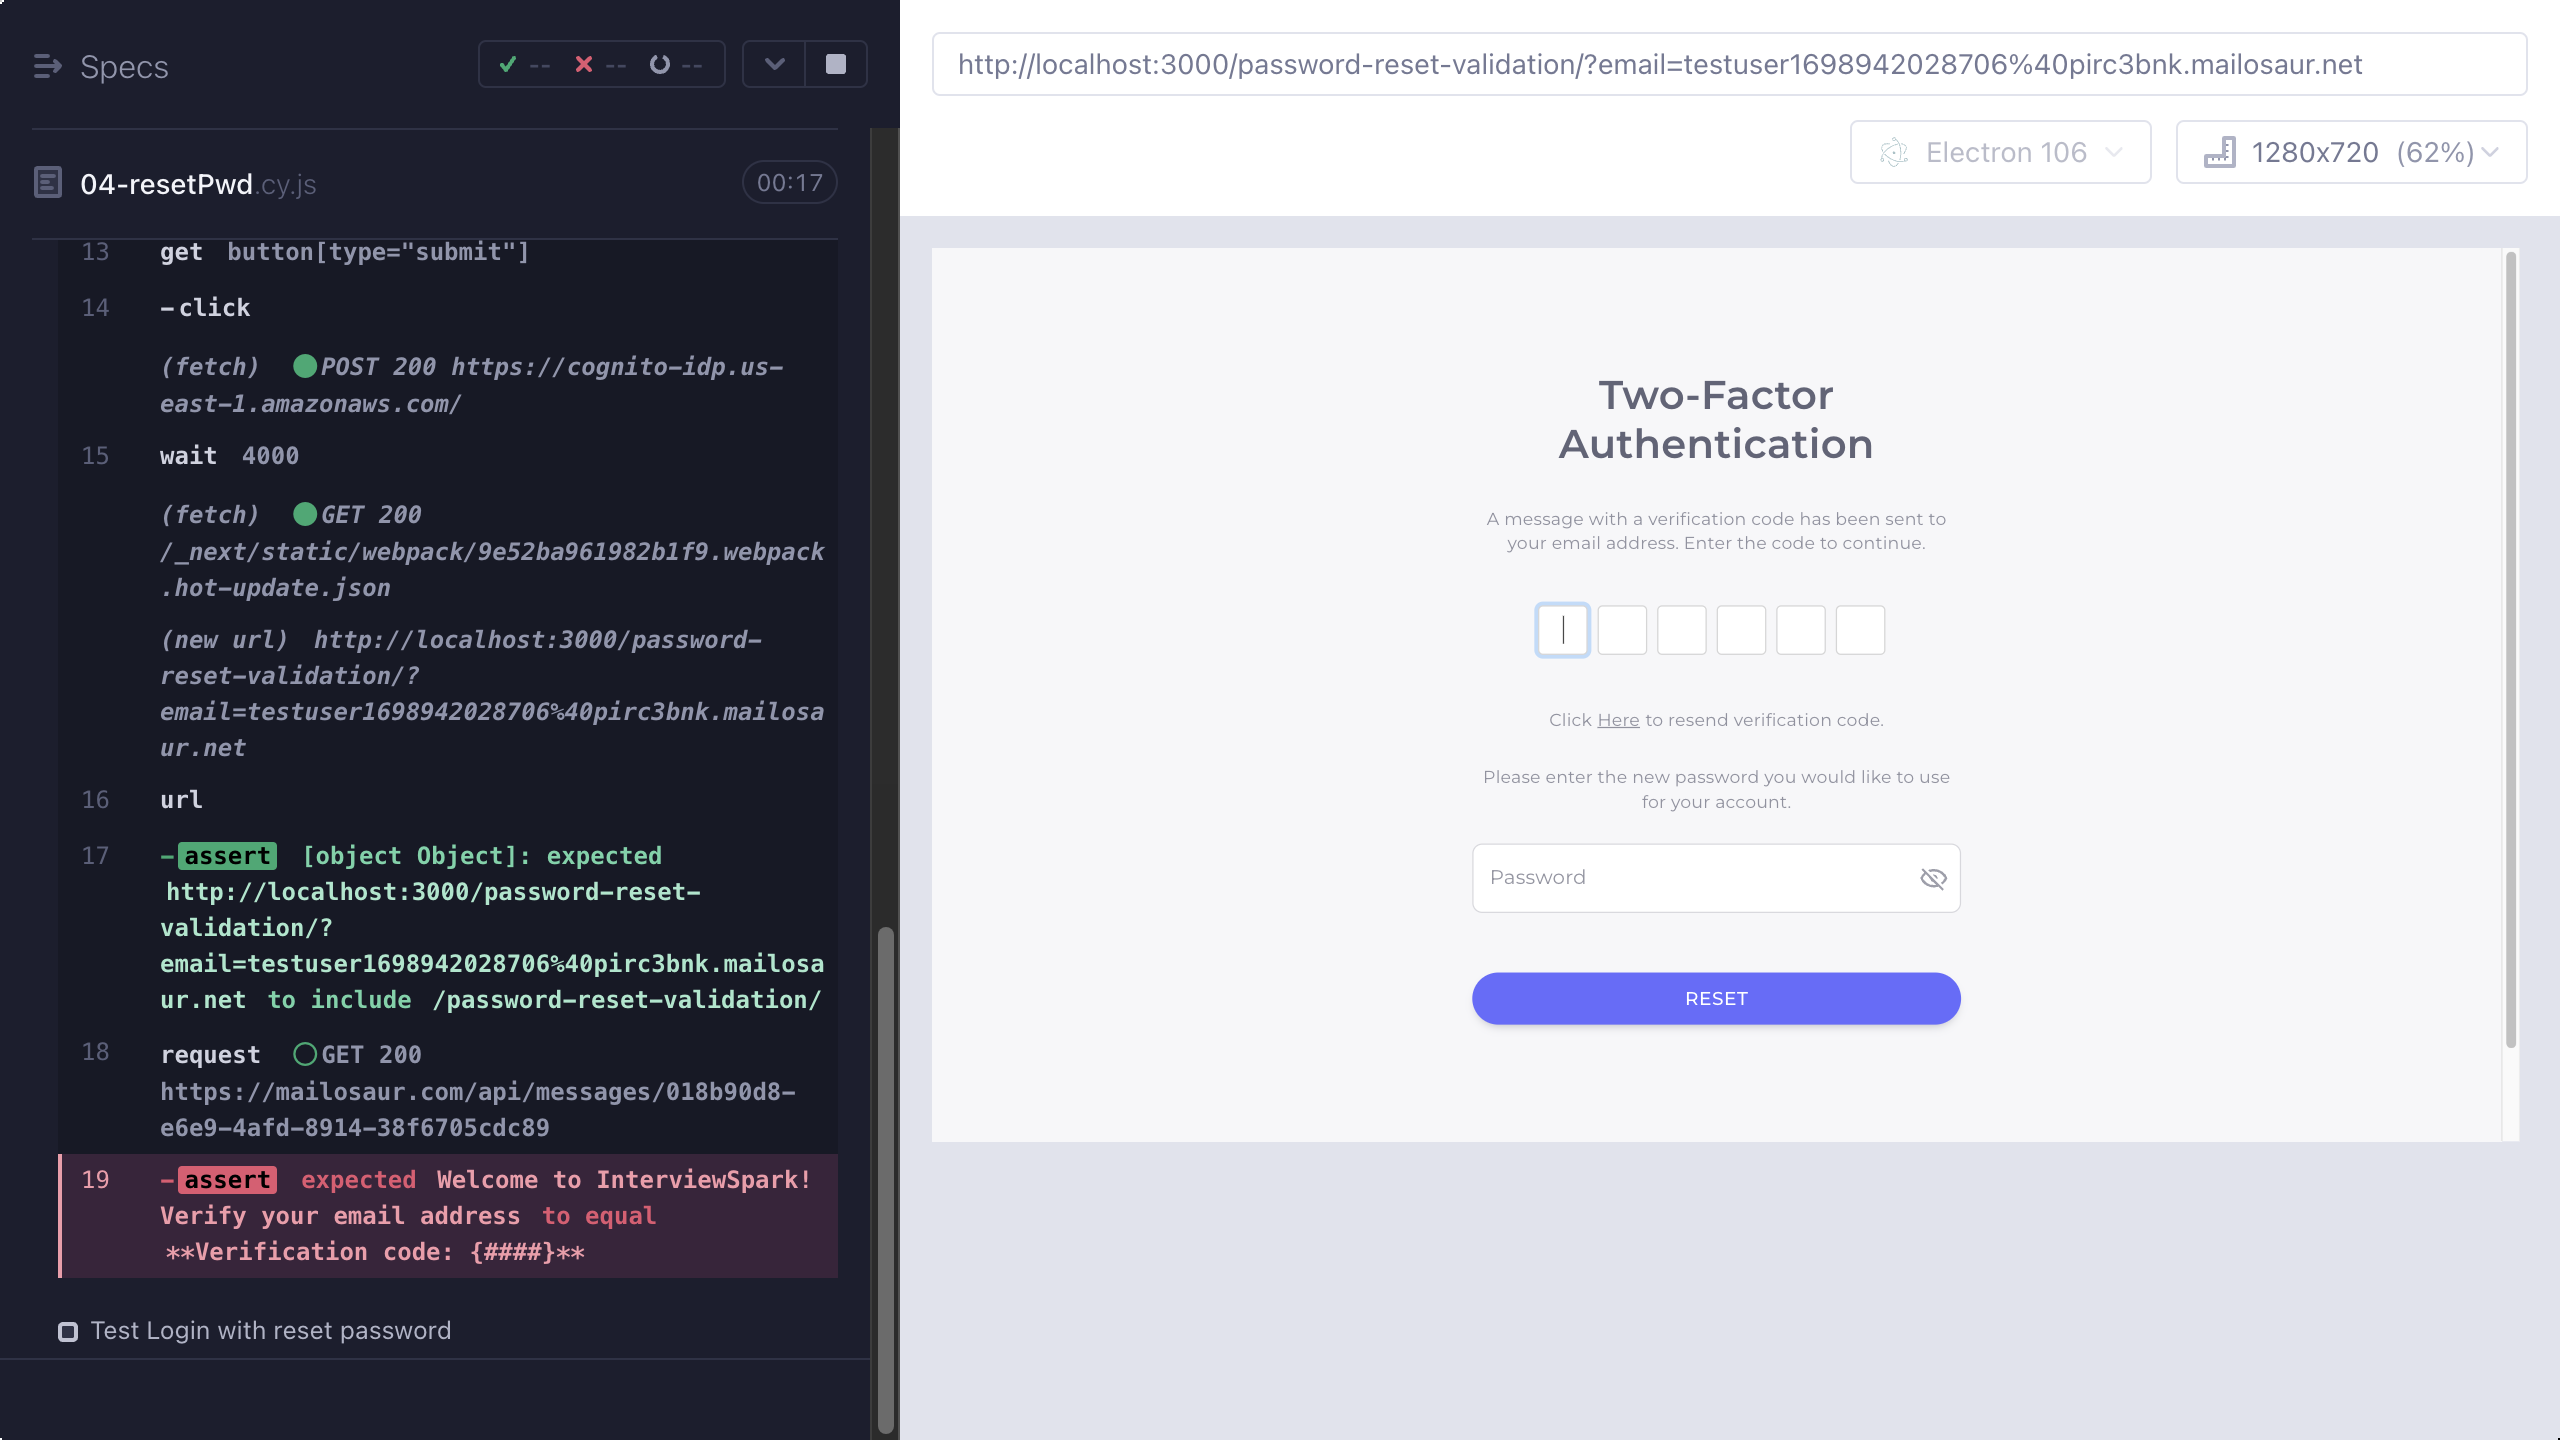 Specs
-- -- --
04-resetPwd.cy.js 00:17
13 get button[type="submit"]
14 -click
(fetch) POST 200 https://cognito-idp.us-
east-1.amazonaws.com/
15 wait 4000
(fetch) GET 200
/_next/static/webpack/9e52ba961982b1f9.webpack
.hot-update.json
(new url) http://localhost:3000/password-
reset-validation/?
email=testuser1698942028706%40pirc3bnk.mailosa
ur.net
16 url
17 -assert [object Object]: expected
http://localhost:3000/password-reset-
validation/?
email=testuser1698942028706%40pirc3bnk.mailosa
ur.net to include /password-reset-validation/
18 request GET 200
https://mailosaur.com/api/messages/018b90d8-
e6e9-4afd-8914-38f6705cdc89
19 -assert expected Welcome to InterviewSpark!
Verify your email address to equal
**Verification code: {####}**
Test Login with reset password
http://localhost:3000/password-reset-validation/?email=testuser1698942028706%40pirc3bnk.mailosaur.net
Electron 106 1280x720 (62%)
Two-Factor
Authentication
A message with a verification code has been sent to
your email address. Enter the code to continue.
Click Here to resend verification code.
Please enter the new password you would like to use
for your account.
Password
RESET